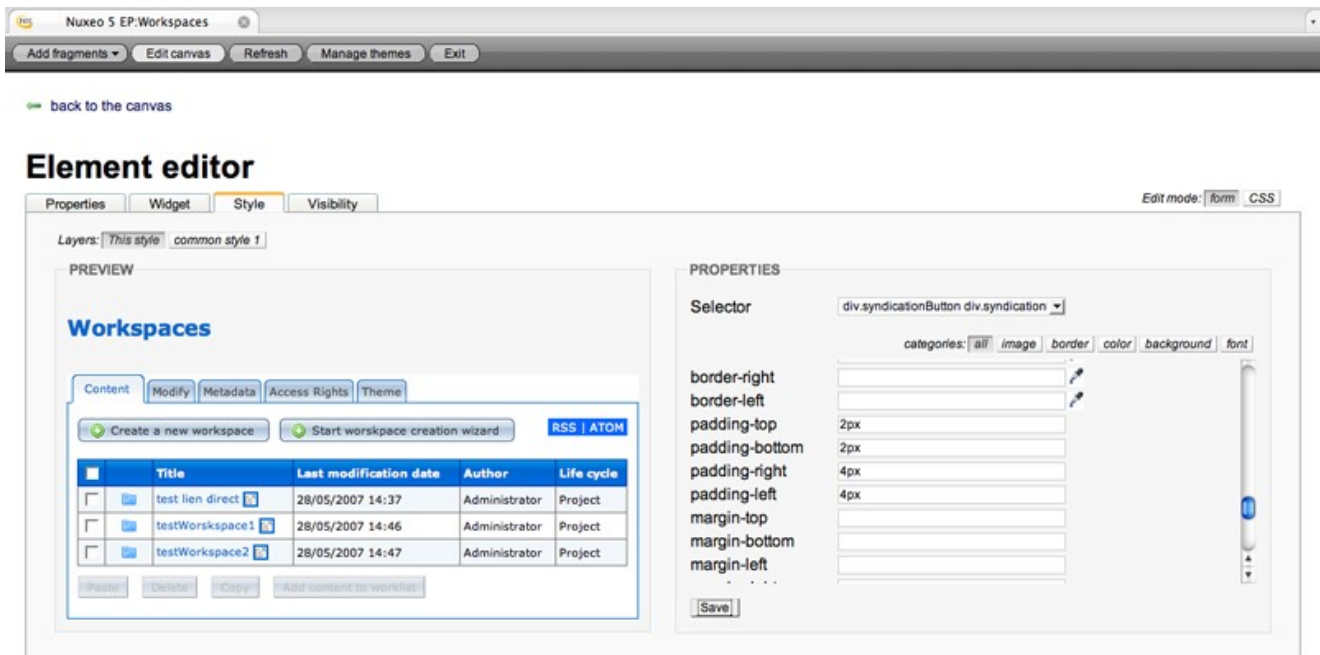 Nuxeo 5 EP:Workspaces
Add fragments Edit canvas Refresh Manage themes Exit
back to the canvas
Element editor
Properties Widget Style Visibility
Edit mode: form CSS
Layers: This style common style 1
PREVIEW
Workspaces
Content Modify Metadata Access Rights Theme
Create a new workspace Start worskpace creation wizard RSS | ATOM
Title Last modification date Author Life cycle
test lien direct 28/05/2007 14:37 Administrator Project
testWorskspace1 28/05/2007 14:46 Administrator Project
testWorkspace2 28/05/2007 14:47 Administrator Project
Paste Delete Copy Add content to worklist
PROPERTIES
Selector div.syndicationButton div.syndication
categories: all image border color background font
border-right
border-left
padding-top 2px
padding-bottom 2px
padding-right 4px
padding-left 4px
margin-top
margin-bottom
margin-left
Save